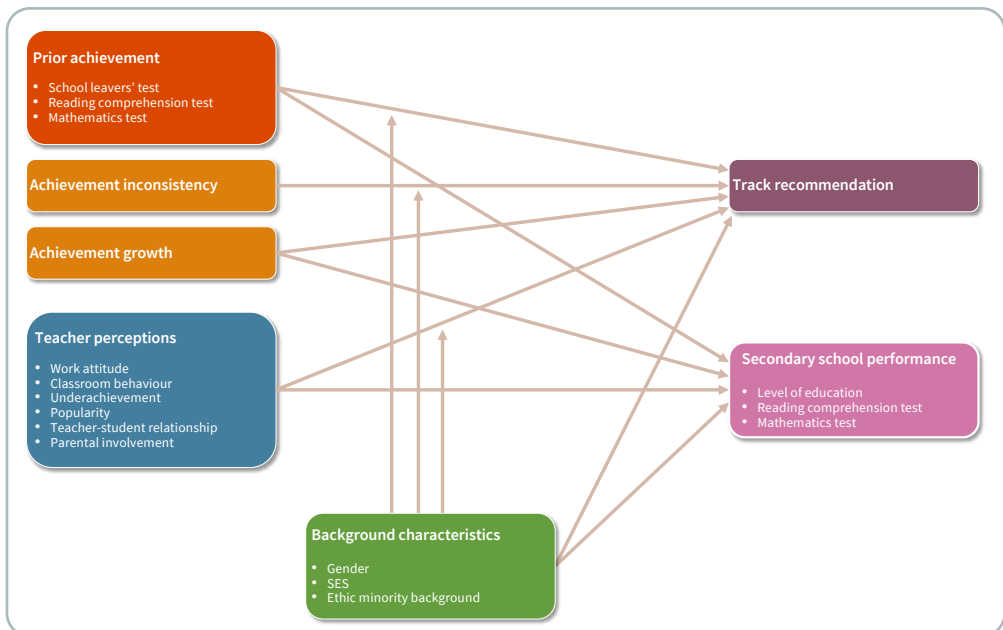 Prior achievement
• School leavers' test
• Reading comprehension test
• Mathematics test
Achievement inconsistency
Achievement growth
Teacher perceptions
• Work attitude
• Classroom behaviour
• Underachievement
• Popularity
• Teacher-student relationship
• Parental involvement
Background characteristics
• Gender
• SES
• Ethic minority background
Track recommendation
Secondary school performance
• Level of education
• Reading comprehension test
• Mathematics test